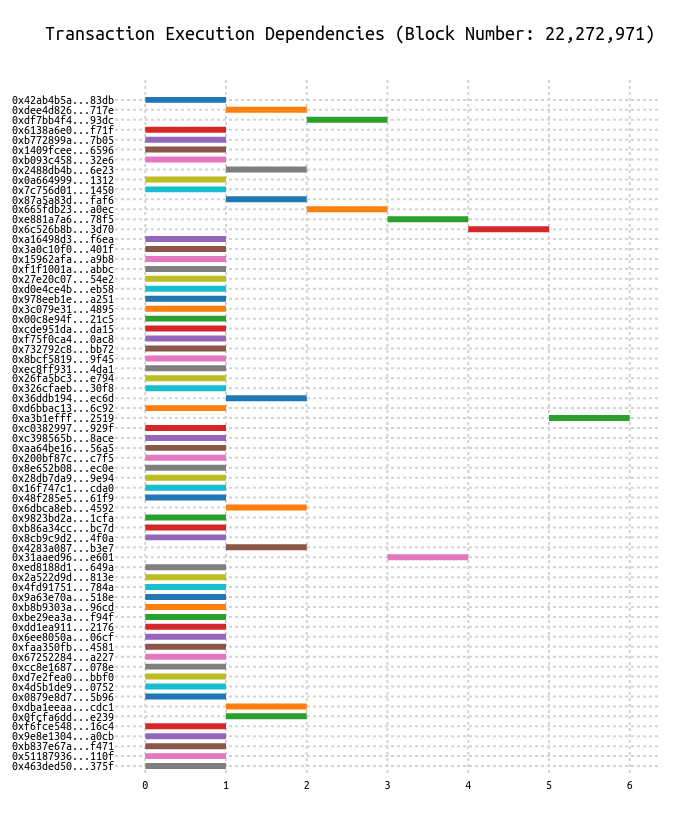 Transaction Execution Dependencies (Block Number: 22,272,971)
0x42ab4b5a...83db
0xdee4d826...717e
0xdf7bb4f4...93dc
0x6138a6e0...f71f
0xb772899a...7b05
0x1409fcee...6596
0xb093c458...32e6
0x2488db4b...6e23
0x0a664999...1312
0x7c756d01...1450
0x87a5a83d...faf6
0x665fdb23...a0ec
0xe881a7a6...78f5
0x6c526b8b...3d70
0xa16498d3...f6ea
0x3a0c10f0...401f
0x15962afa...a9b8
0xf1f1001a...abbc
0x27e20c07...54e2
0xd0e4ce4b...eb58
0x978eeb1e...a251
0x3c079e31...4895
0x00c8e94f...21c5
0xcde951da...da15
0xf75f0ca4...0ac8
0x732792c8...bb72
0x8bcf5819...9f45
0xec8ff931...4da1
0x26fa5bc3...e794
0x326cfaeb...30f8
0x36ddb194...ec6d
0xd6bbac13...6c92
0xa3b1efff...2519
0xc0382997...929f
0xc398565b...8ace
0xaa64be16...56a5
0x200bf87c...c7f5
0x8e652b08...ec0e
0x28db7da9...9e94
0x16f747c1...cda0
0x48f285e5...61f9
0x6dbca8eb...4592
0x9823bd2a...1cfa
0xb86a34cc...bc7d
0x8cb9c9d2...4f0a
0x4283a087...b3e7
0x31aaed96...e601
0xed8188d1...649a
0x2a522d9d...813e
0x4fd91751...784a
0x9a63e70a...518e
0xb8b9303a...96cd
0xbe29ea3a...f94f
0xdd1ea911...2176
0x6ee8050a...06cf
0xfaa350fb...4581
0x67252284...a227
0xcc8e1687...078e
0xd7e2fea0...bbf0
0x4d5b1de9...0752
0x0879e8d7...5b96
0xdba1eeaa...cdc1
0x0fcfa6dd...e239
0xf6fce548...16c4
0x9e8e1304...a0cb
0xb837e67a...f471
0x51187936...110f
0x463ded50...375f
0 1 2 3 4 5 6